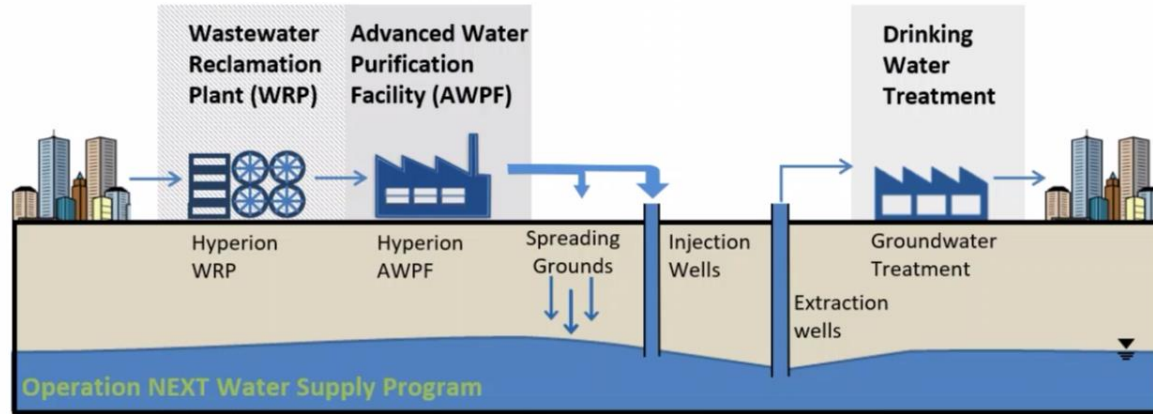 Wastewater
Reclamation
Plant (WRP)
Advanced Water
Purification
Facility (AWPF)
Drinking
Water
Treatment
Hyperion
WRP
Hyperion
AWPF
Spreading
Grounds
Injection
Wells
Extraction
wells
Groundwater
Treatment
Operation NEXT Water Supply Program